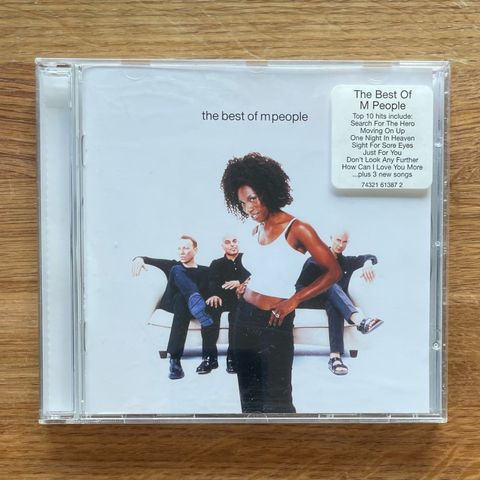 the best of m people
The Best Of
M People
Top 10 hits include:
Search For The Hero
Moving On Up
One Night In Heaven
Sight For Sore Eyes
Just For You
Don't Look Any Further
How Can I Love You More
...plus 3 new songs
74321 61387 2